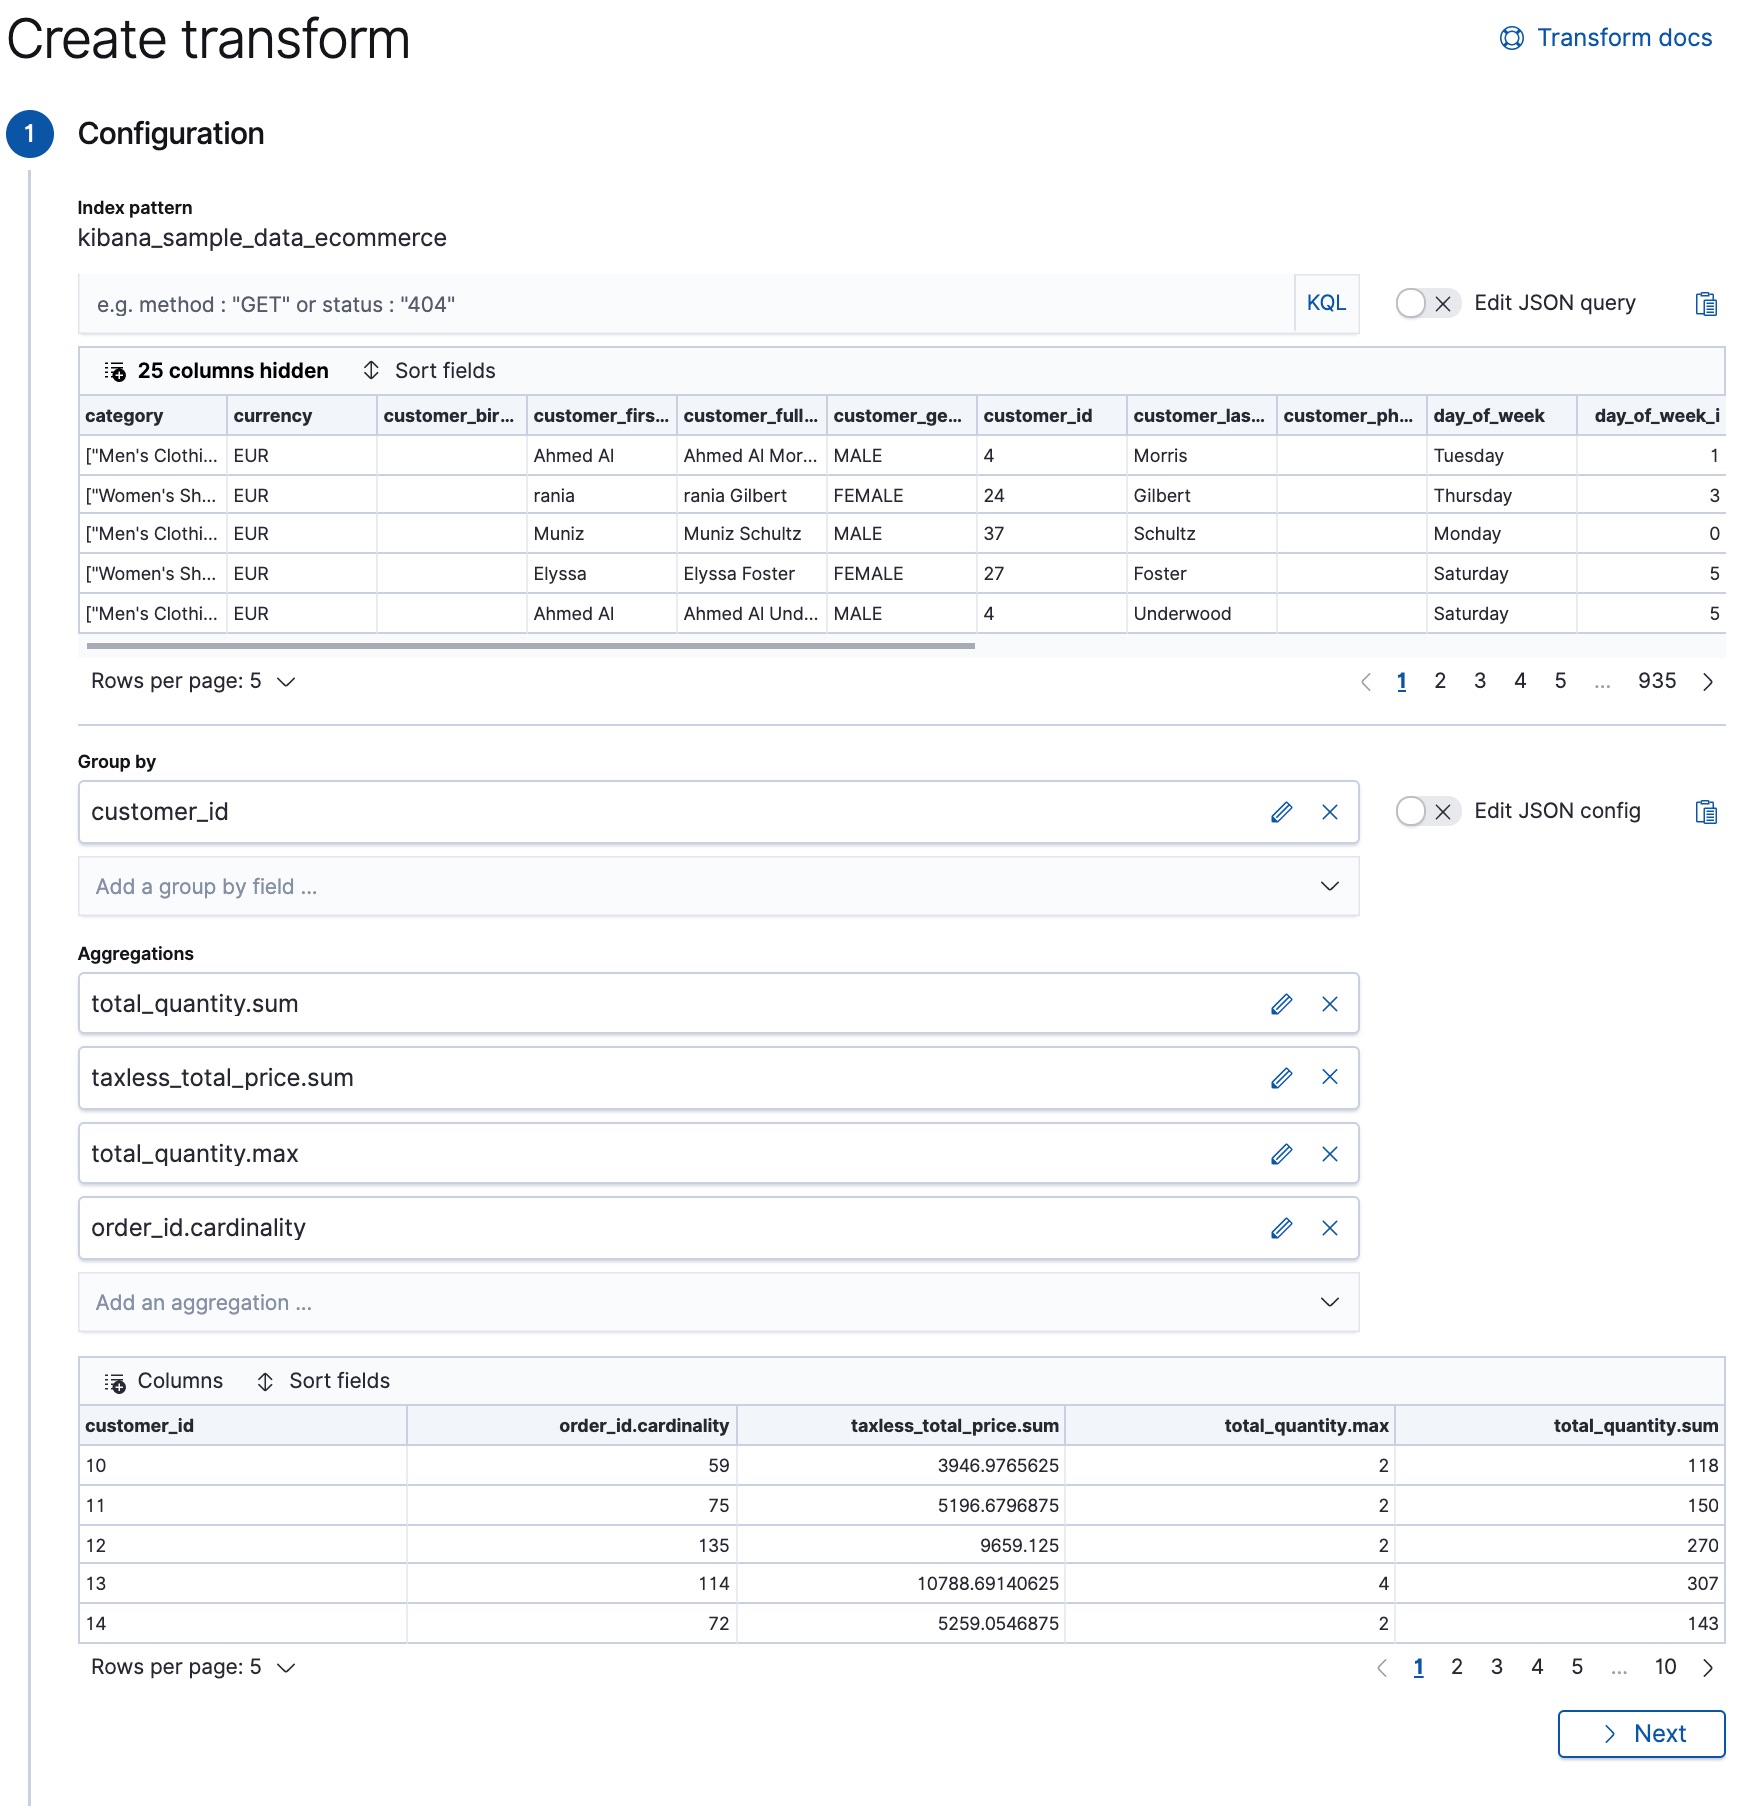 Create transform
Transform docs
1 Configuration
Index pattern
kibana_sample_data_ecommerce
e.g. method : "GET" or status : "404" KQL Edit JSON query
25 columns hidden Sort fields
category currency customer_bir... customer_firs... customer_full... customer_ge... customer_id customer_las... customer_ph... day_of_week day_of_week_i
["Men's Clothi... EUR Ahmed Al Ahmed Al Mor... MALE 4 Morris Tuesday 1
["Women's Sh... EUR rania rania Gilbert FEMALE 24 Gilbert Thursday 3
["Men's Clothi... EUR Muniz Muniz Schultz MALE 37 Schultz Monday 0
["Women's Sh... EUR Elyssa Elyssa Foster FEMALE 27 Foster Saturday 5
["Men's Clothi... EUR Ahmed Al Ahmed Al Und... MALE 4 Underwood Saturday 5
Rows per page: 5 1 2 3 4 5 ... 935
Group by
customer_id Edit JSON config
Add a group by field ...
Aggregations
total_quantity.sum
taxless_total_price.sum
total_quantity.max
order_id.cardinality
Add an aggregation ...
Columns Sort fields
customer_id order_id.cardinality taxless_total_price.sum total_quantity.max total_quantity.sum
10 59 3946.9765625 2 118
11 75 5196.6796875 2 150
12 135 9659.125 2 270
13 114 10788.69140625 4 307
14 72 5259.0546875 2 143
Rows per page: 5 1 2 3 4 5 ... 10
Next